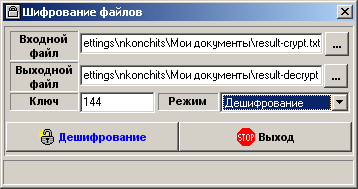 Шифрование файлов
Входной файл
ettings\nkonchits\Мои документы\result-crypt.txt
...
Выходной файл
ettings\nkonchits\Мои документы\result-decrypt
...
Ключ
144
Режим
Дешифрование
Дешифрование
STOP
Выход